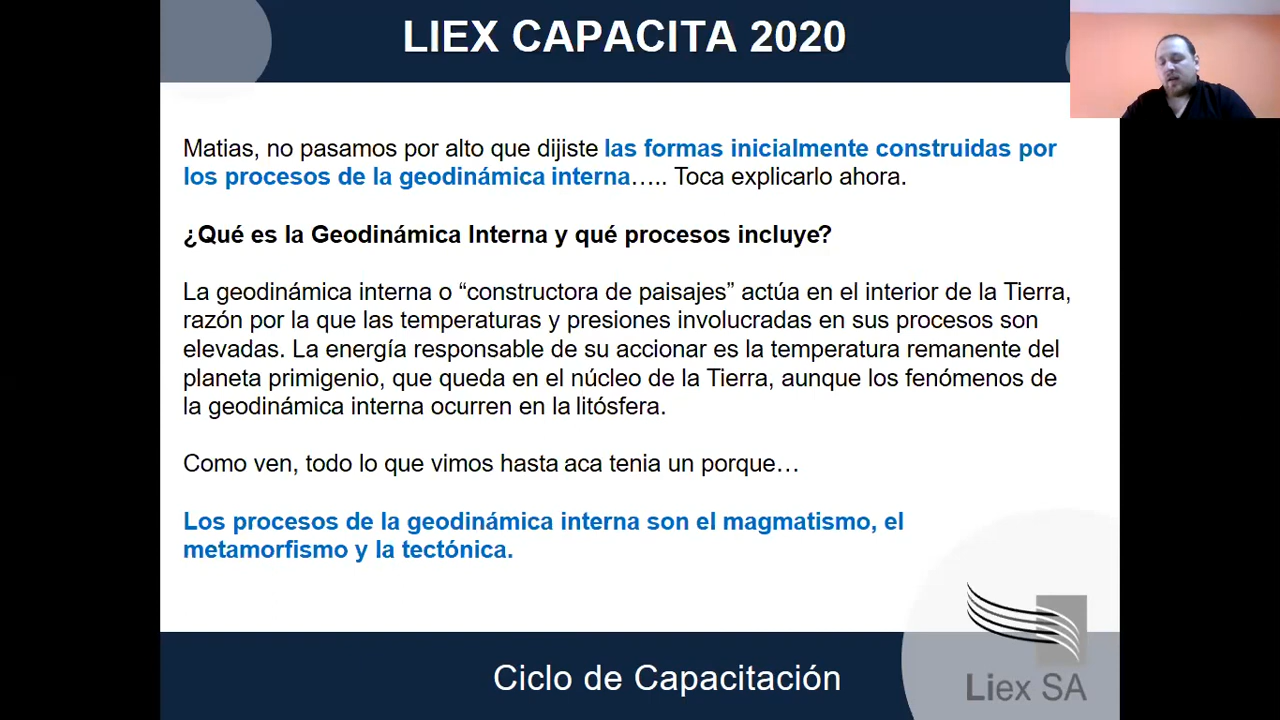 LIEX CAPACITA 2020
Matias, no pasamos por alto que dijiste las formas inicialmente construidas por
los procesos de la geodinámica interna….. Toca explicarlo ahora.
¿Qué es la Geodinámica Interna y qué procesos incluye?
La geodinámica interna o “constructora de paisajes” actúa en el interior de la Tierra,
razón por la que las temperaturas y presiones involucradas en sus procesos son
elevadas. La energía responsable de su accionar es la temperatura remanente del
planeta primigenio, que queda en el núcleo de la Tierra, aunque los fenómenos de
la geodinámica interna ocurren en la litósfera.
Como ven, todo lo que vimos hasta aca tenia un porque…
Los procesos de la geodinámica interna son el magmatismo, el
metamorfismo y la tectónica.
Ciclo de Capacitación
Liex SA